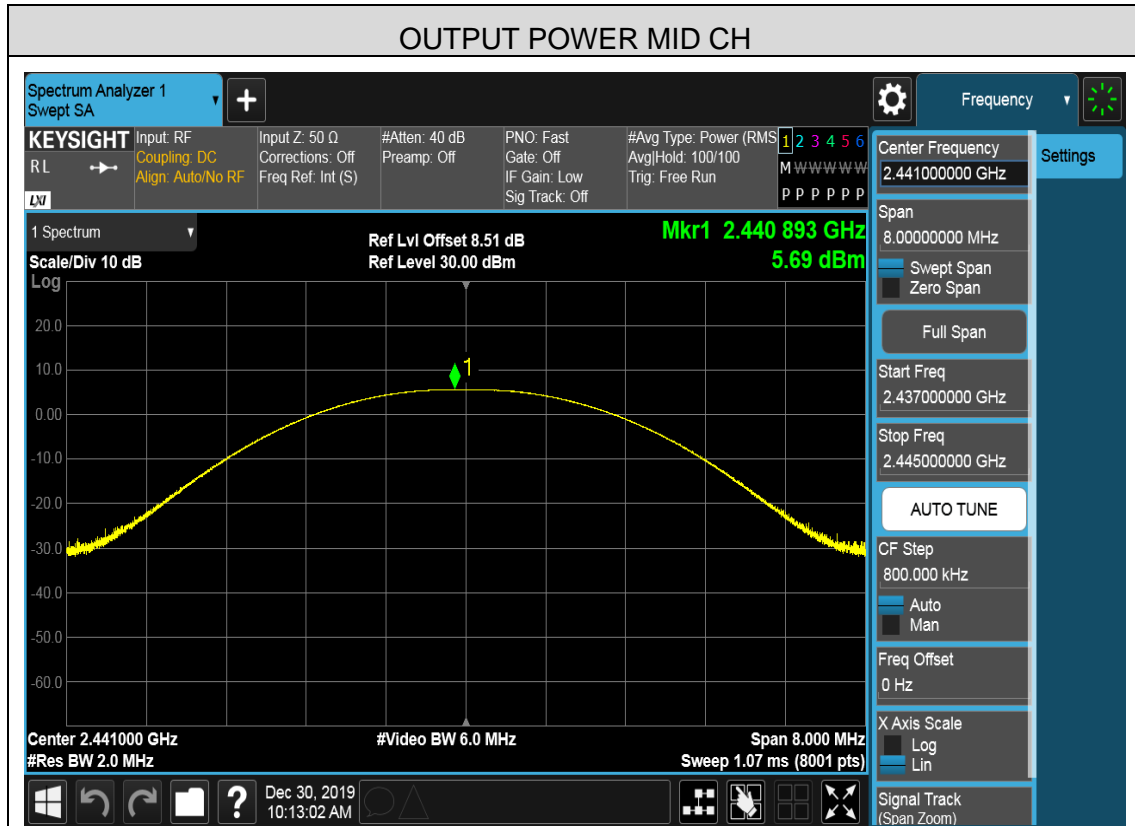 OUTPUT POWER MID CH
Spectrum Analyzer 1
Swept SA
Frequency
KEYSIGHT
RL
LXI
Input: RF
Coupling: DC
Align: Auto/No RF
Input Z: 50 Ω
Corrections: Off
Freq Ref: Int (S)
#Atten: 40 dB
Preamp: Off
PNO: Fast
Gate: Off
IF Gain: Low
Sig Track: Off
#Avg Type: Power (RMS
Avg|Hold: 100/100
Trig: Free Run
1 2 3 4 5 6
M W W W W W
P P P P P P
1 Spectrum
Scale/Div 10 dB
Log
Ref Lvl Offset 8.51 dB
Ref Level 30.00 dBm
Mkr1 2.440 893 GHz
5.69 dBm
20.0
10.0
1
0.00
-10.0
-20.0
-30.0
-40.0
-50.0
-60.0
Center 2.441000 GHz
#Res BW 2.0 MHz
#Video BW 6.0 MHz
Span 8.000 MHz
Sweep 1.07 ms (8001 pts)
Center Frequency
2.441000000 GHz
Settings
Span
8.00000000 MHz
Swept Span
Zero Span
Full Span
Start Freq
2.437000000 GHz
Stop Freq
2.445000000 GHz
AUTO TUNE
CF Step
800.000 kHz
Auto
Man
Freq Offset
0 Hz
X Axis Scale
Log
Lin
Signal Track
(Span Zoom)
?
Dec 30, 2019
10:13:02 AM